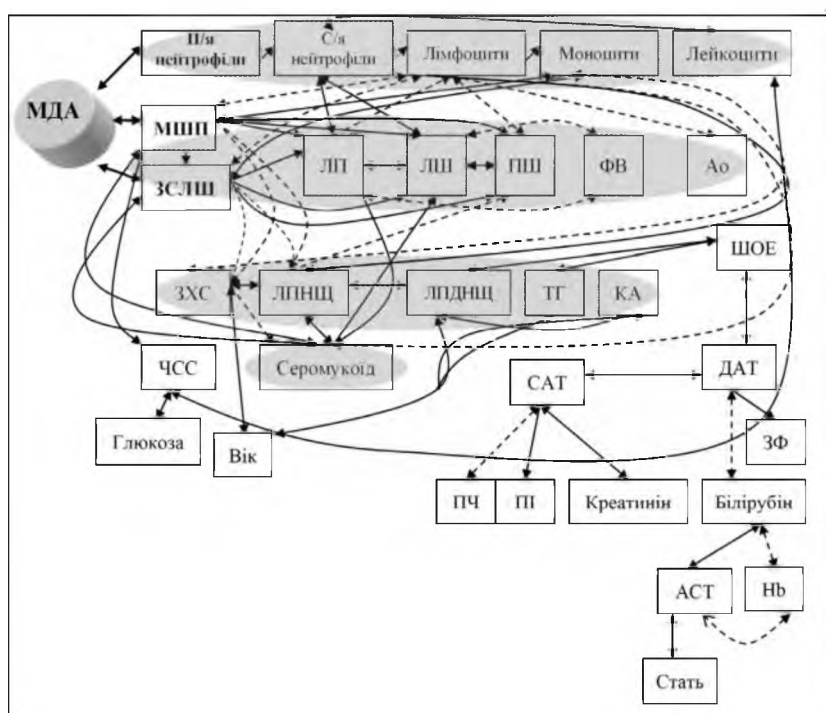 П/я нейтрофіли
С/я нейтрофіли
Лімфоцити
Моноцити
Лейкоцити
МДА
МШП
ЗСЛШ
ЛП
ЛШ
ПШ
ФВ
Ао
ШОЕ
ЗХС
ЛПНЩ
ЛПДНЩ
ТГ
КА
Серомукоїд
ЧСС
САТ
ДАТ
Глюкоза
Вік
ЗФ
ПЧ
ПІ
Креатинін
Білірубін
АСТ
Hb
Стать